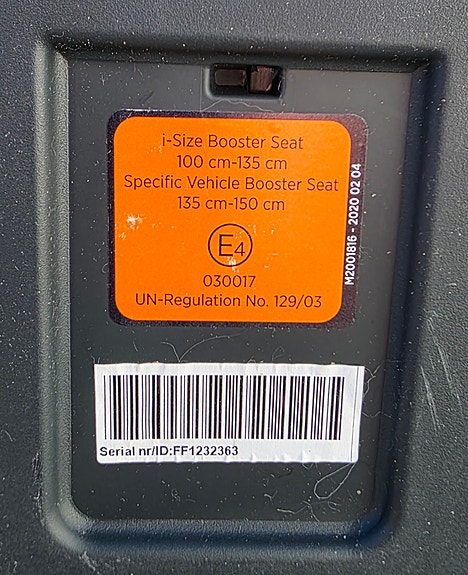 i-Size Booster Seat
100 cm-135 cm
Specific Vehicle Booster Seat
135 cm-150 cm
E4
030017
UN-Regulation No. 129/03
M2001816 - 2020 02 04
Serial nr/ID:FF1232363